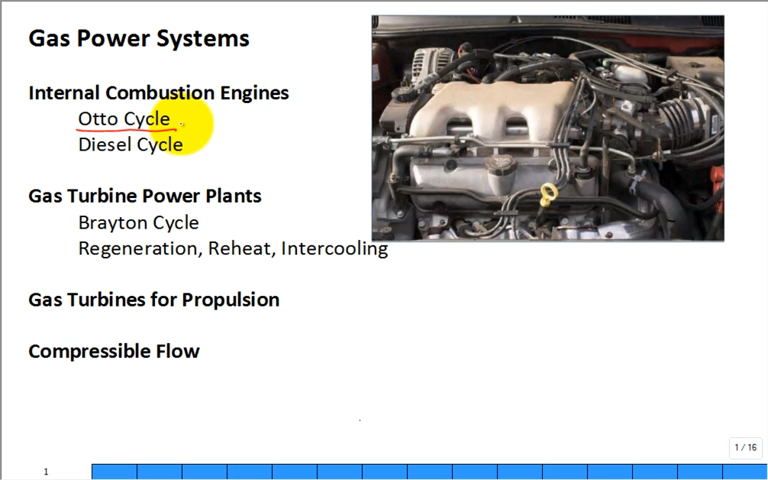 Gas Power Systems
Internal Combustion Engines
Otto Cycle
Diesel Cycle
Gas Turbine Power Plants
Brayton Cycle
Regeneration, Reheat, Intercooling
Gas Turbines for Propulsion
Compressible Flow
1 / 16
1